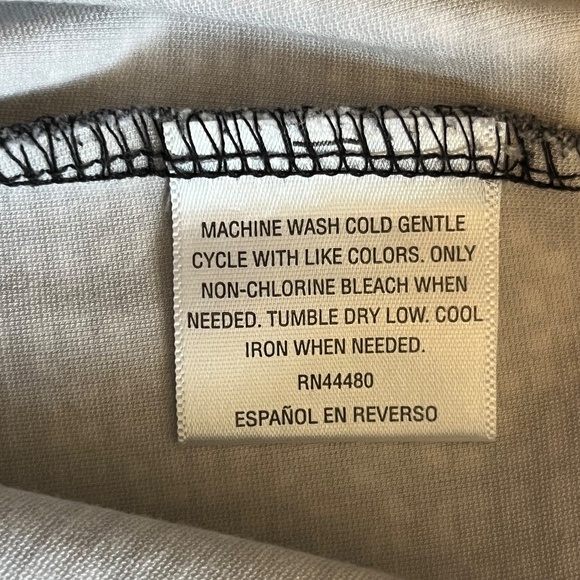 MACHINE WASH COLD GENTLE
CYCLE WITH LIKE COLORS. ONLY
NON-CHLORINE BLEACH WHEN
NEEDED. TUMBLE DRY LOW. COOL
IRON WHEN NEEDED.
RN44480
ESPAÑOL EN REVERSO